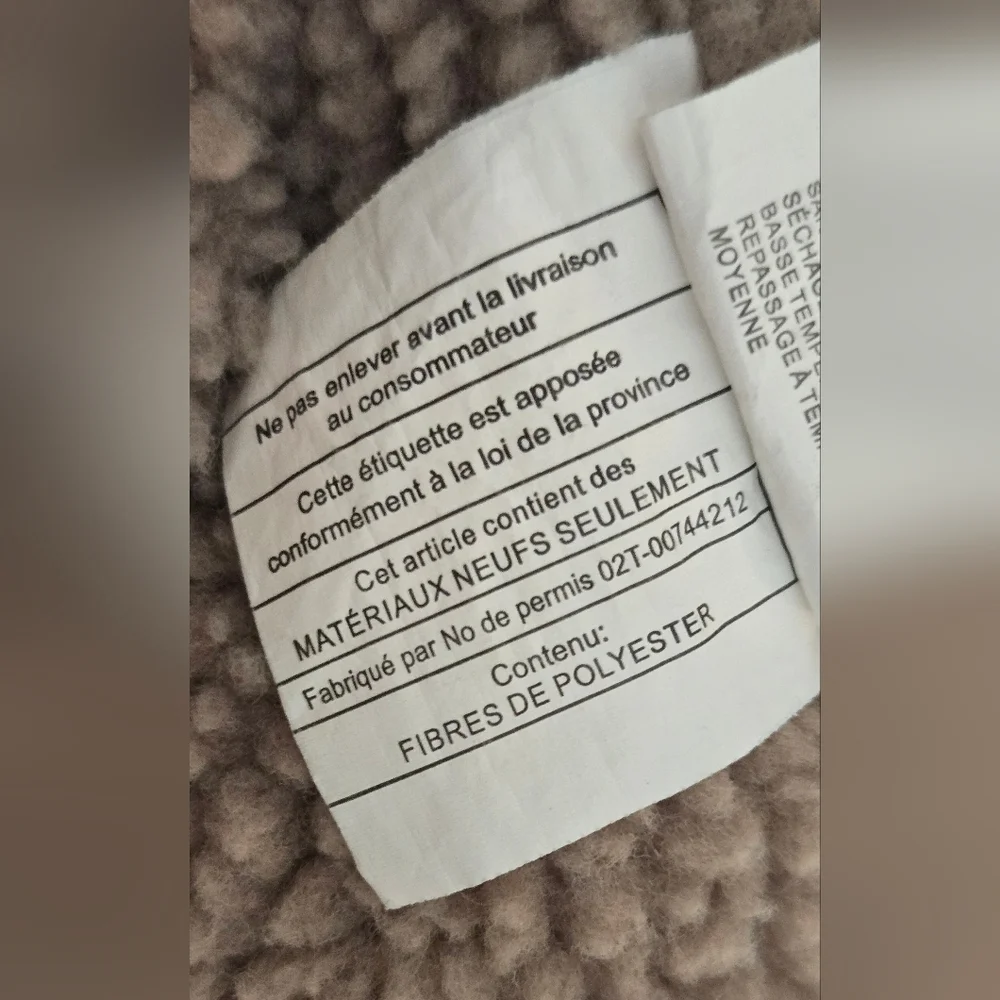 Ne pas enlever avant la livraison
au consommateur
Cette étiquette est apposée
conformément à la loi de la province
Cet article contient des
MATÉRIAUX NEUFS SEULEMENT
Fabriqué par No de permis 02T-00744212
Contenu:
FIBRES DE POLYESTER
BASSE
REPASSAGE À
MOYENNE